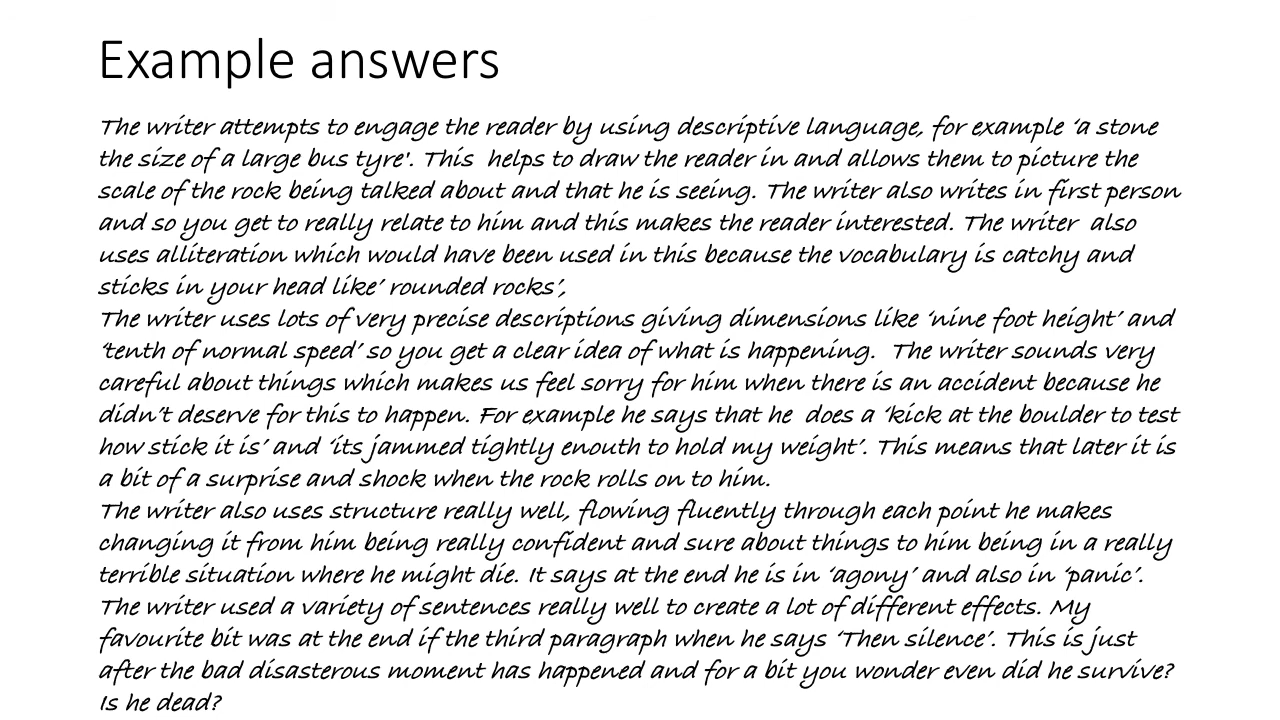 Example answers
The writer attempts to engage the reader by using descriptive language, for example ‘a stone
the size of a large bus tyre'. This  helps to draw the reader in and allows them to picture the
scale of the rock being talked about and that he is seeing. The writer also writes in first person
and so you get to really relate to him and this makes the reader interested. The writer  also
uses alliteration which would have been used in this because the vocabulary is catchy and
sticks in your head like’ rounded rocks’,
The writer uses lots of very precise descriptions giving dimensions like ‘nine foot height’ and
‘tenth of normal speed’ so you get a clear idea of what is happening.  The writer sounds very
careful about things which makes us feel sorry for him when there is an accident because he
didn’t deserve for this to happen. For example he says that he  does a ‘kick at the boulder to test
how stick it is’ and ‘its jammed tightly enouth to hold my weight’. This means that later it is
a bit of a surprise and shock when the rock rolls on to him.
The writer also uses structure really well, flowing fluently through each point he makes
changing it from him being really confident and sure about things to him being in a really
terrible situation where he might die. It says at the end he is in ‘agony’ and also in ‘panic’.
The writer used a variety of sentences really well to create a lot of different effects. My
favourite bit was at the end if the third paragraph when he says ‘Then silence’. This is just
after the bad disasterous moment has happened and for a bit you wonder even did he survive?
Is he dead?